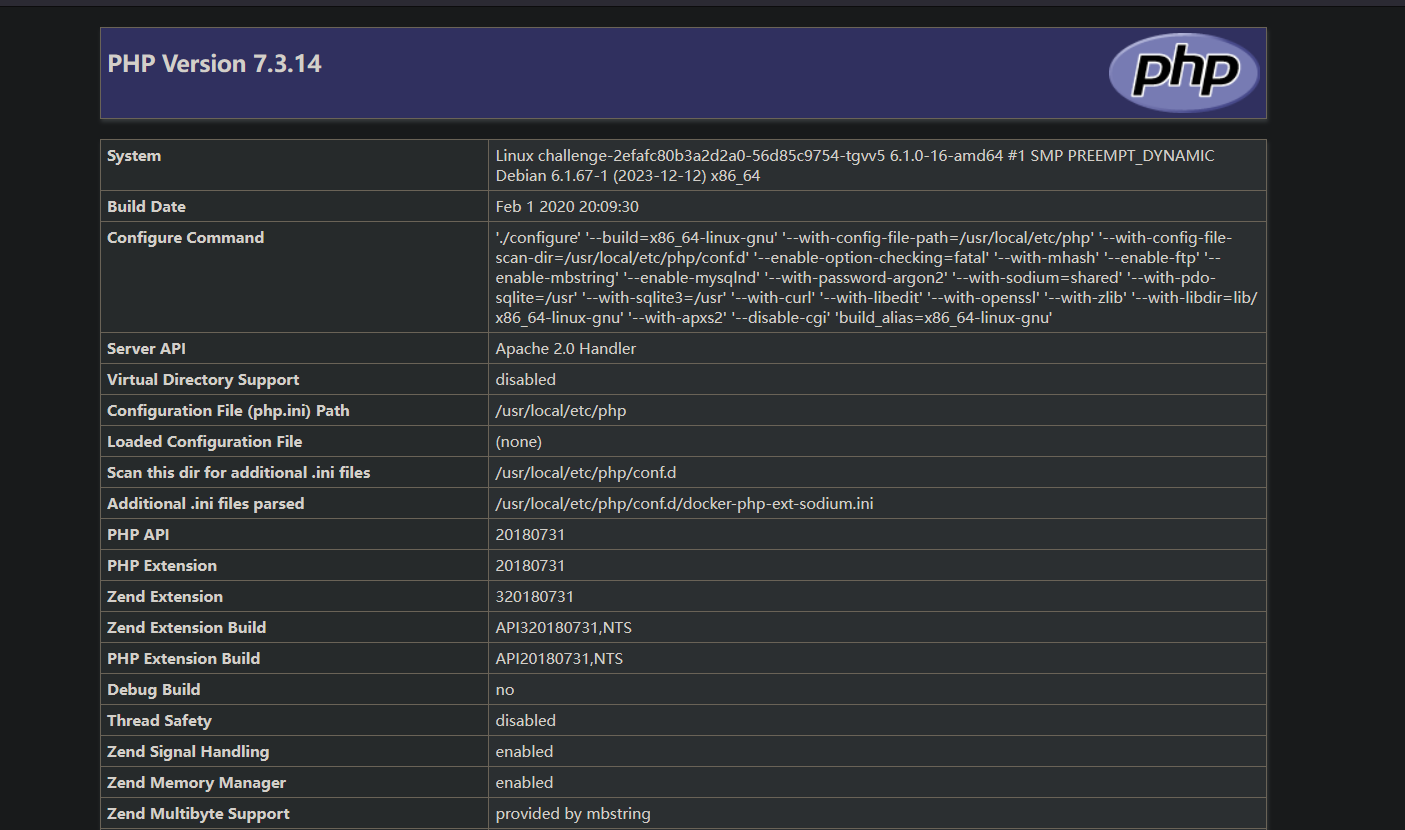 PHP Version 7.3.14
php
System
Linux challenge-2efafc80b3a2d2a0-56d85c9754-tgvv5 6.1.0-16-amd64 #1 SMP PREEMPT_DYNAMIC
Debian 6.1.67-1 (2023-12-12) x86_64
Build Date
Feb 1 2020 20:09:30
Configure Command
'./configure' '--build=x86_64-linux-gnu' '--with-config-file-path=/usr/local/etc/php' '--with-config-file-
scan-dir=/usr/local/etc/php/conf.d' '--enable-option-checking=fatal' '--with-mhash' '--enable-ftp' '--
enable-mbstring' '--enable-mysqlnd' '--with-password-argon2' '--with-sodium=shared' '--with-pdo-
sqlite=/usr' '--with-sqlite3=/usr' '--with-curl' '--with-libedit' '--with-openssl' '--with-zlib' '--with-libdir=lib/
x86_64-linux-gnu' '--with-apxs2' '--disable-cgi' 'build_alias=x86_64-linux-gnu'
Server API
Apache 2.0 Handler
Virtual Directory Support
disabled
Configuration File (php.ini) Path
/usr/local/etc/php
Loaded Configuration File
(none)
Scan this dir for additional .ini files
/usr/local/etc/php/conf.d
Additional .ini files parsed
/usr/local/etc/php/conf.d/docker-php-ext-sodium.ini
PHP API
20180731
PHP Extension
20180731
Zend Extension
320180731
Zend Extension Build
API320180731,NTS
PHP Extension Build
API20180731,NTS
Debug Build
no
Thread Safety
disabled
Zend Signal Handling
enabled
Zend Memory Manager
enabled
Zend Multibyte Support
provided by mbstring